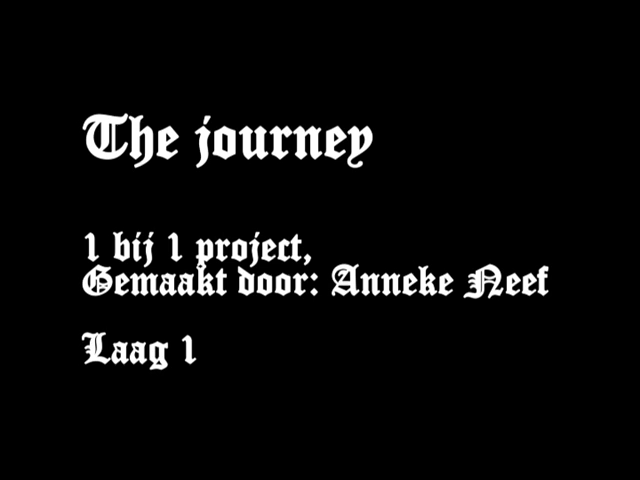 The journey
1 bij 1 project,
Gemaakt door: Anneke Neef
Laag 1